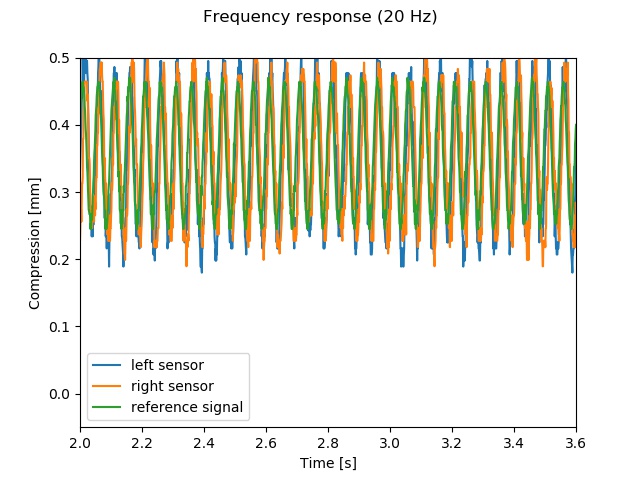 Frequency response (20 Hz)
Compression [mm]
0.5
0.4
0.3
0.2
0.1
0.0
left sensor
right sensor
reference signal
2.0 2.2 2.4 2.6 2.8 3.0 3.2 3.4 3.6
Time [s]